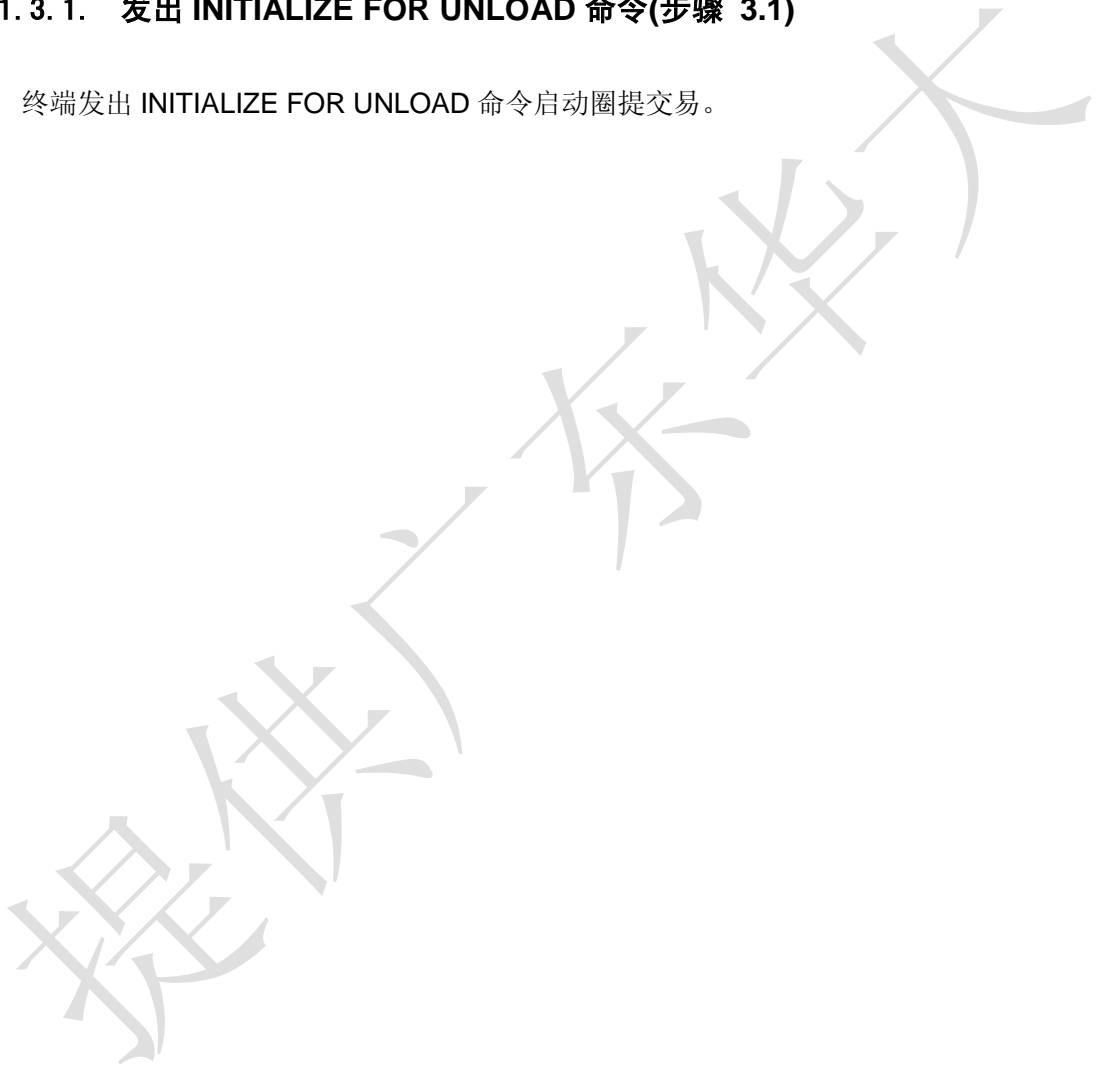 1.3.1. 发出 INITIALIZE FOR UNLOAD 命令(步骤 3.1)
终端发出 INITIALIZE FOR UNLOAD 命令启动圈提交易。
提供广东华大